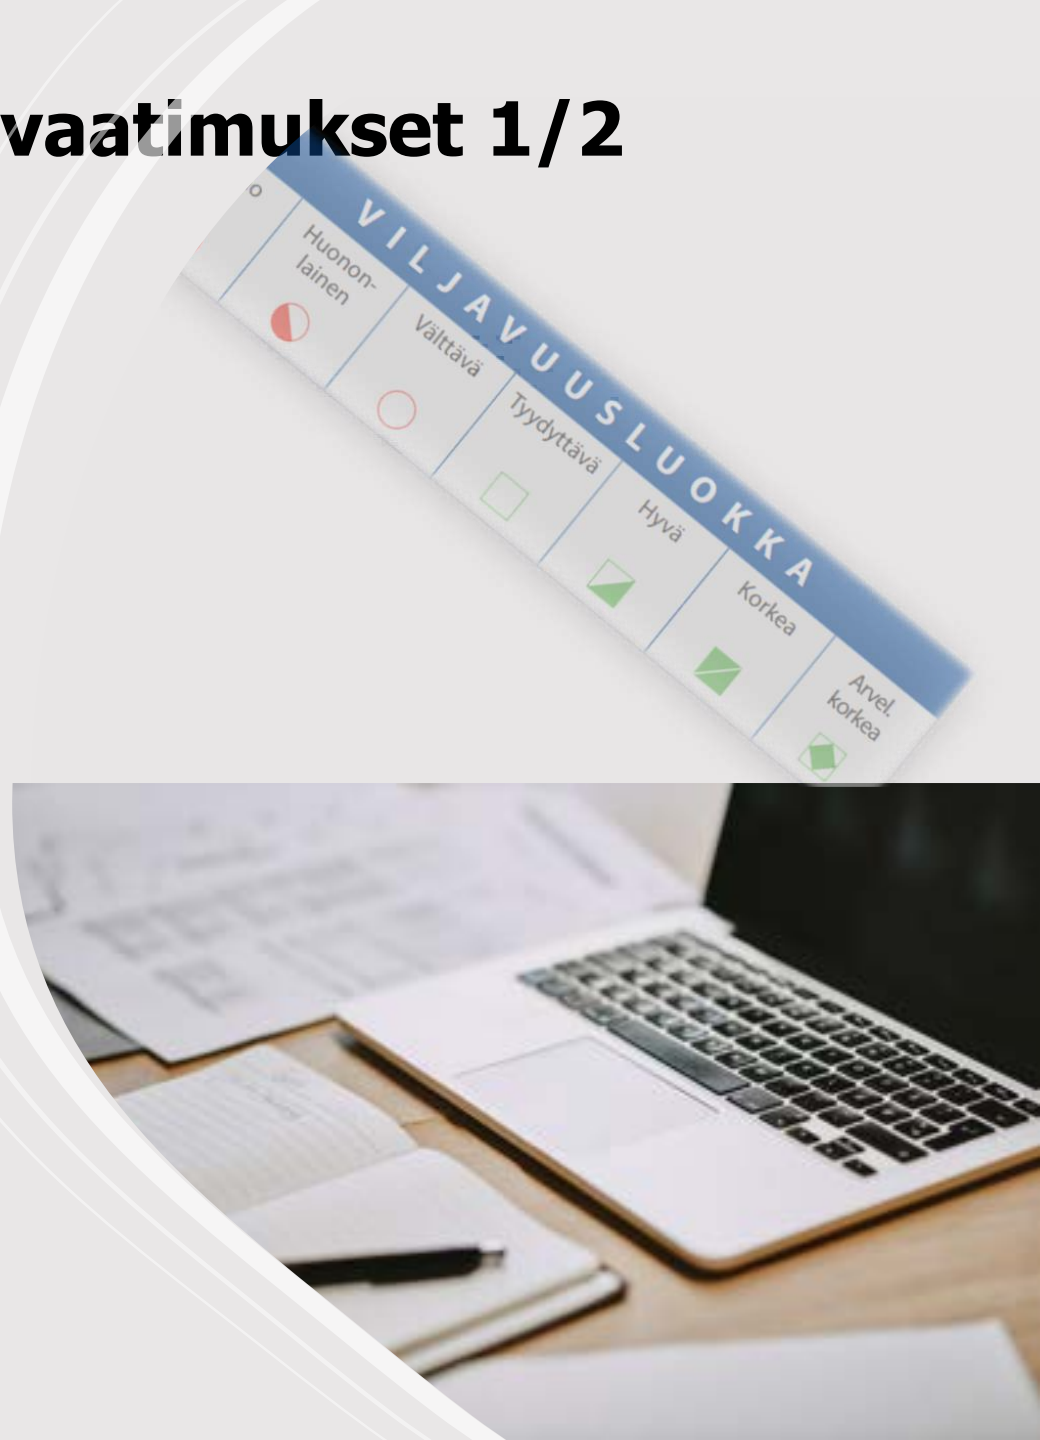 vaatimukset 1/2
VILJAVUUSLUOKKA
o
Huonon-
lainen
Välttävä
Tyydyttävä
Hyvä
Korkea
Arvel.
korkea